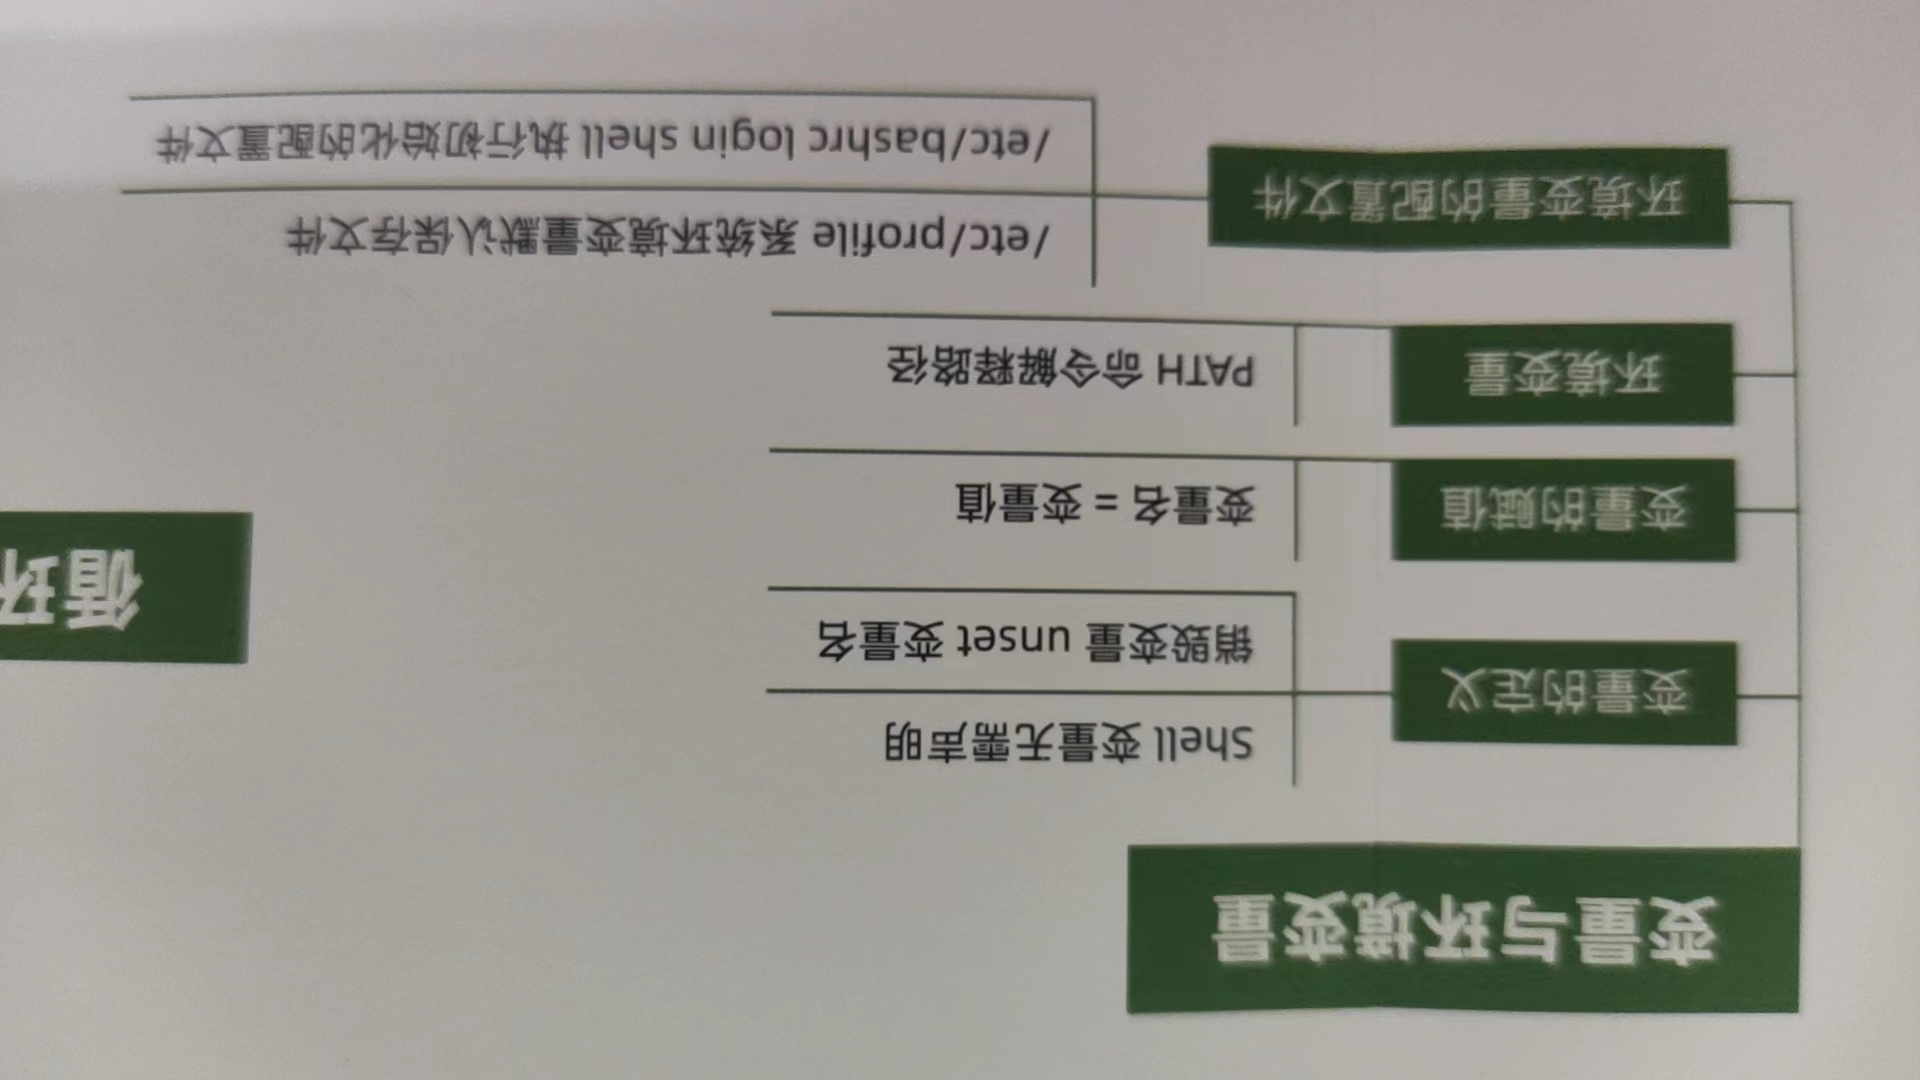 变量与环境变量
变量的定义
Shell 变量无需声明
销毁变量 unset 变量名
变量的赋值
变量名 = 变量值
环境变量
PATH 命令解释路径
环境变量的配置文件
/etc/profile 系统环境变量默认保存文件
/etc/bashrc login shell 执行初始化的配置文件
循环